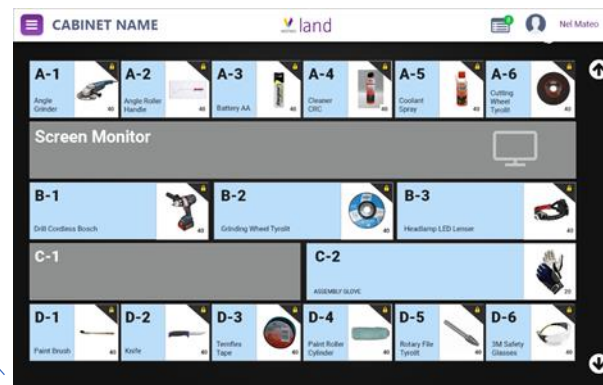 CABINET NAME
land
Nel Mateo
A-1
Angle
Grinder
40
A-2
Angle Roller
Handle
40
A-3
Battery AA
40
A-4
Cleaner
CRC
40
A-5
Coolant
Spray
40
A-6
Cutting
Wheel
Tyrolit
40
Screen Monitor
B-1
Drill Cordless Bosch
40
B-2
Grinding Wheel Tyrolit
40
B-3
Headlamp LED Lenser
40
C-1
C-2
ASSEMBLY GLOVE
20
D-1
Paint Brush
40
D-2
Knife
40
D-3
Temflex
Tape
40
D-4
Paint Roller
Cylinder
40
D-5
Rotary File
Tyrolit
40
D-6
3M Safety
Glasses
40